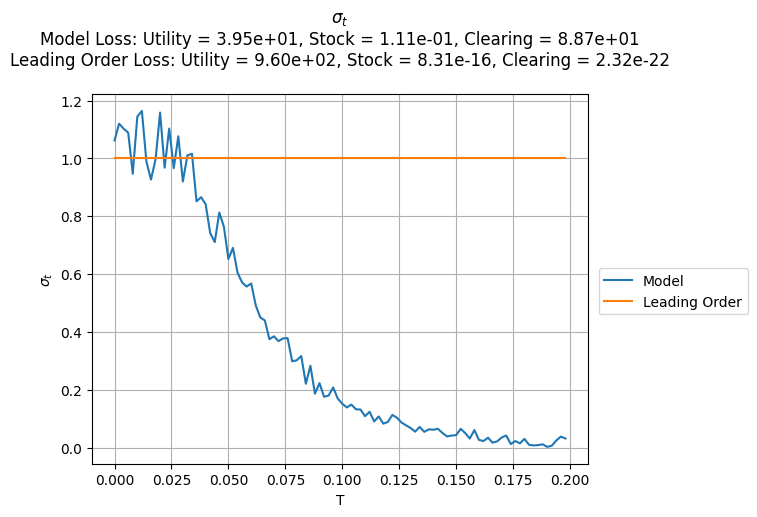 σt
Model Loss: Utility = 3.95e+01, Stock = 1.11e-01, Clearing = 8.87e+01
Leading Order Loss: Utility = 9.60e+02, Stock = 8.31e-16, Clearing = 2.32e-22
1.2
1.0
0.8
0.6
0.4
0.2
0.0
σt
0.000 0.025 0.050 0.075 0.100 0.125 0.150 0.175 0.200
T
Model
Leading Order